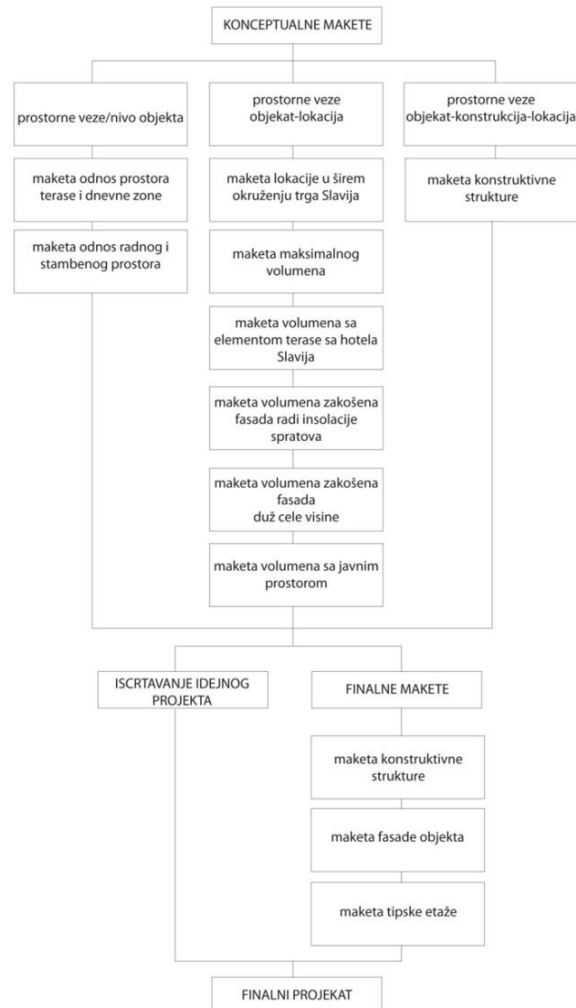 KONCEPTUALNE MAKETE
prostorne veze/nivo objekta
maketa odnos prostora
terase i dnevne zone
maketa odnos radnog i
stambenog prostora
prostorne veze
objekat-lokacija
maketa lokacije u širem
okruženju trga Slavija
maketa maksimalnog
volumena
maketa volumena sa
elementom terase sa hotela
Slavija
maketa volumena zakošena
fasada radi insolacije
spratova
maketa volumena zakošena
fasada
duž cele visine
maketa volumena sa javnim
prostorom
prostorne veze
objekat-konstrukcija-lokacija
maketa konstruktivne
strukture
ISCRTAVANJE IDEJNOG
PROJEKTA
FINALNE MAKETE
maketa konstruktivne
strukture
maketa fasade objekta
maketa tipske etaže
FINALNI PROJEKAT